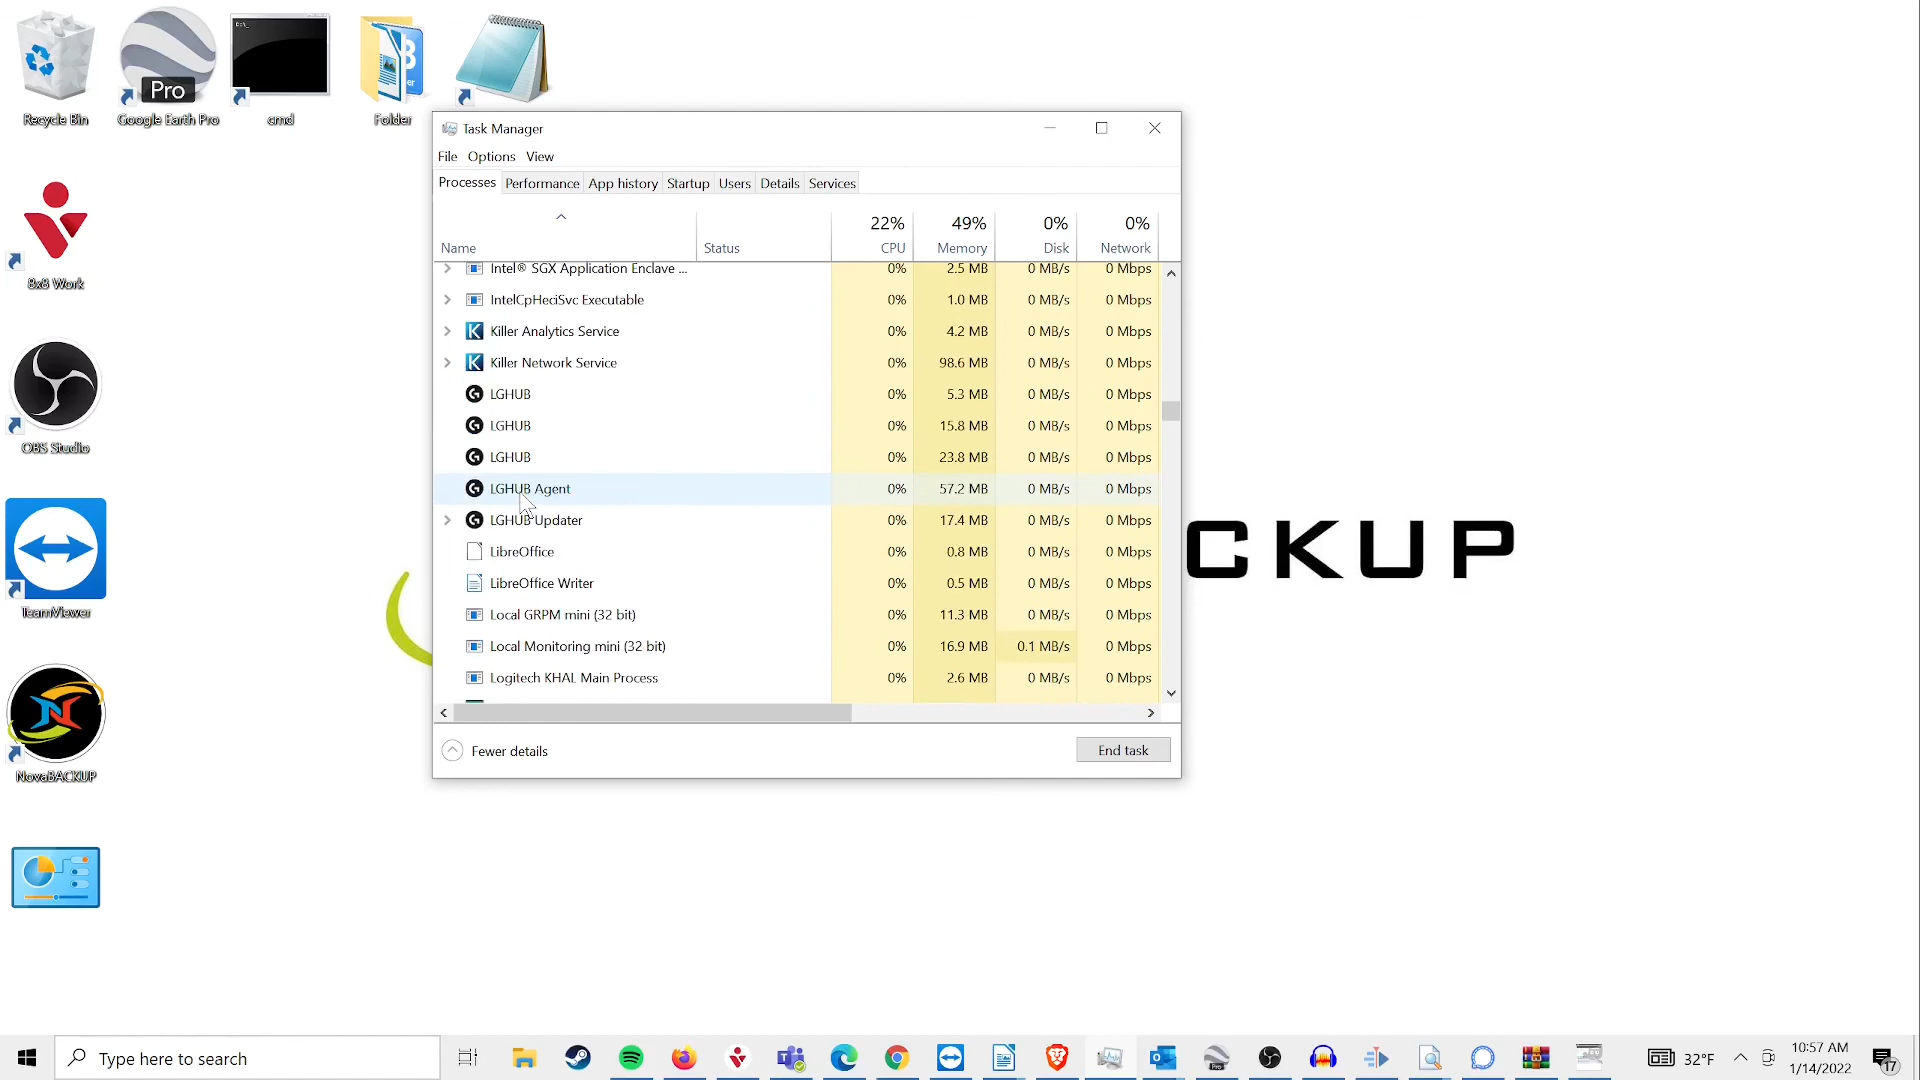 Recycle Bin
Pro
Google Earth Pro
cmd
Folder
8x8 Work
OBS Studio
TeamViewer
NovaBACKUP
Task Manager
File Options View
Processes Performance App history Startup Users Details Services
22% 49% 0% 0%
Name Status CPU Memory Disk Network
Intel® SGX Application Enclave ... 0% 2.5 MB 0 MB/s 0 Mbps
IntelCpHeciSvc Executable 0% 1.0 MB 0 MB/s 0 Mbps
Killer Analytics Service 0% 4.2 MB 0 MB/s 0 Mbps
Killer Network Service 0% 98.6 MB 0 MB/s 0 Mbps
LGHUB 0% 5.3 MB 0 MB/s 0 Mbps
LGHUB 0% 15.8 MB 0 MB/s 0 Mbps
LGHUB 0% 23.8 MB 0 MB/s 0 Mbps
LGHUB Agent 0% 57.2 MB 0 MB/s 0 Mbps
LGHUB Updater 0% 17.4 MB 0 MB/s 0 Mbps
LibreOffice 0% 0.8 MB 0 MB/s 0 Mbps
LibreOffice Writer 0% 0.5 MB 0 MB/s 0 Mbps
Local GRPM mini (32 bit) 0% 11.3 MB 0 MB/s 0 Mbps
Local Monitoring mini (32 bit) 0% 16.9 MB 0.1 MB/s 0 Mbps
Logitech KHAL Main Process 0% 2.6 MB 0 MB/s 0 Mbps
Fewer details
End task
CKUP
Type here to search
32°F
10:57 AM
1/14/2022
17